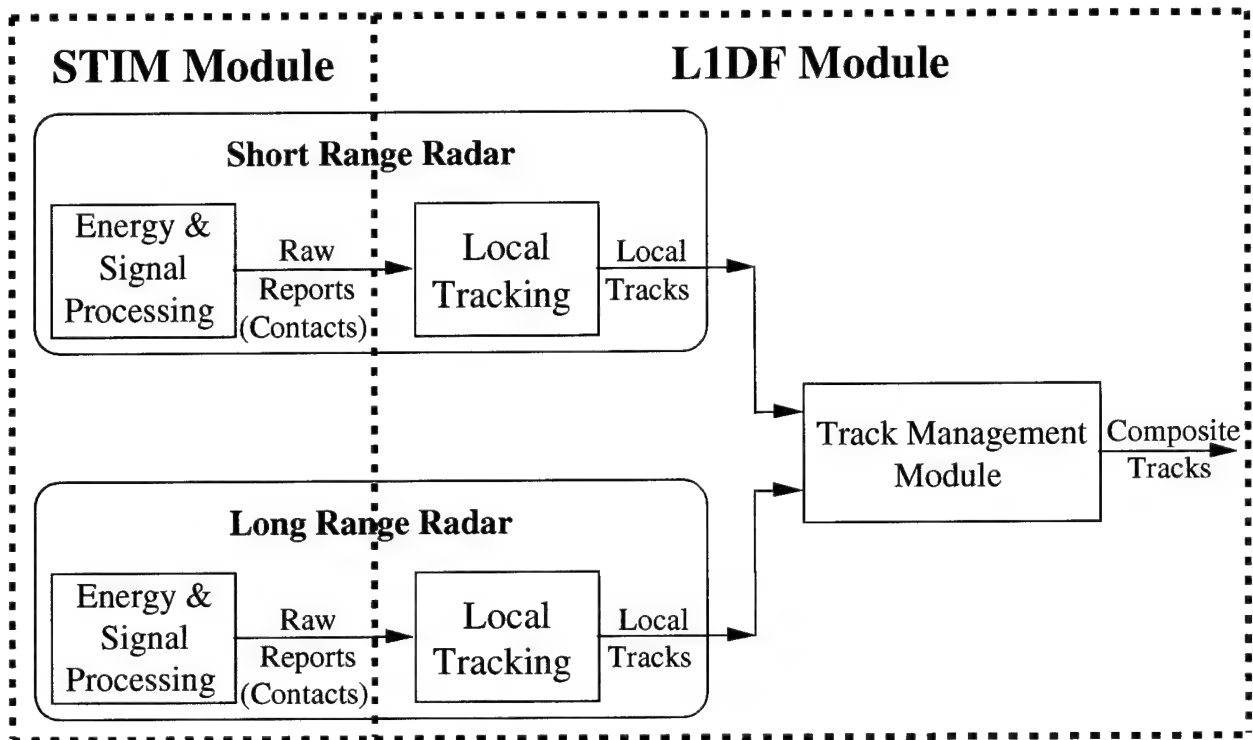 STIM Module
L1DF Module
Short Range Radar
Energy &
Signal
Processing
Raw
Reports
(Contacts)
Local
Tracking
Local
Tracks
Track Management
Module
Composite
Tracks
Long Range Radar
Energy &
Signal
Processing
Raw
Reports
(Contacts)
Local
Tracking
Local
Tracks